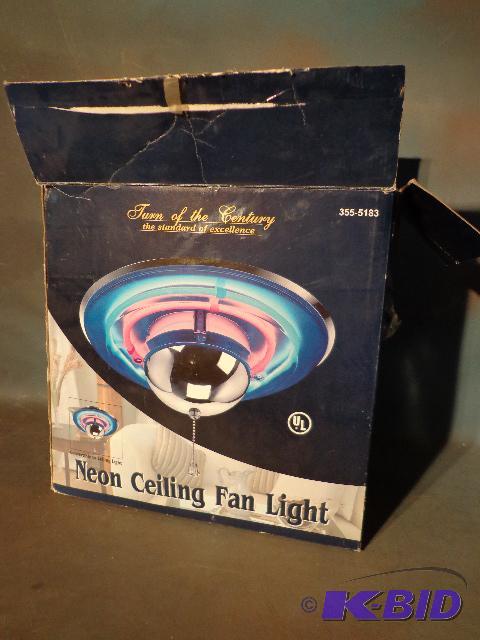 Turn of the Century
the standard of excellence
355-5183
UL
Neon Ceiling Fan Light
© K-BID